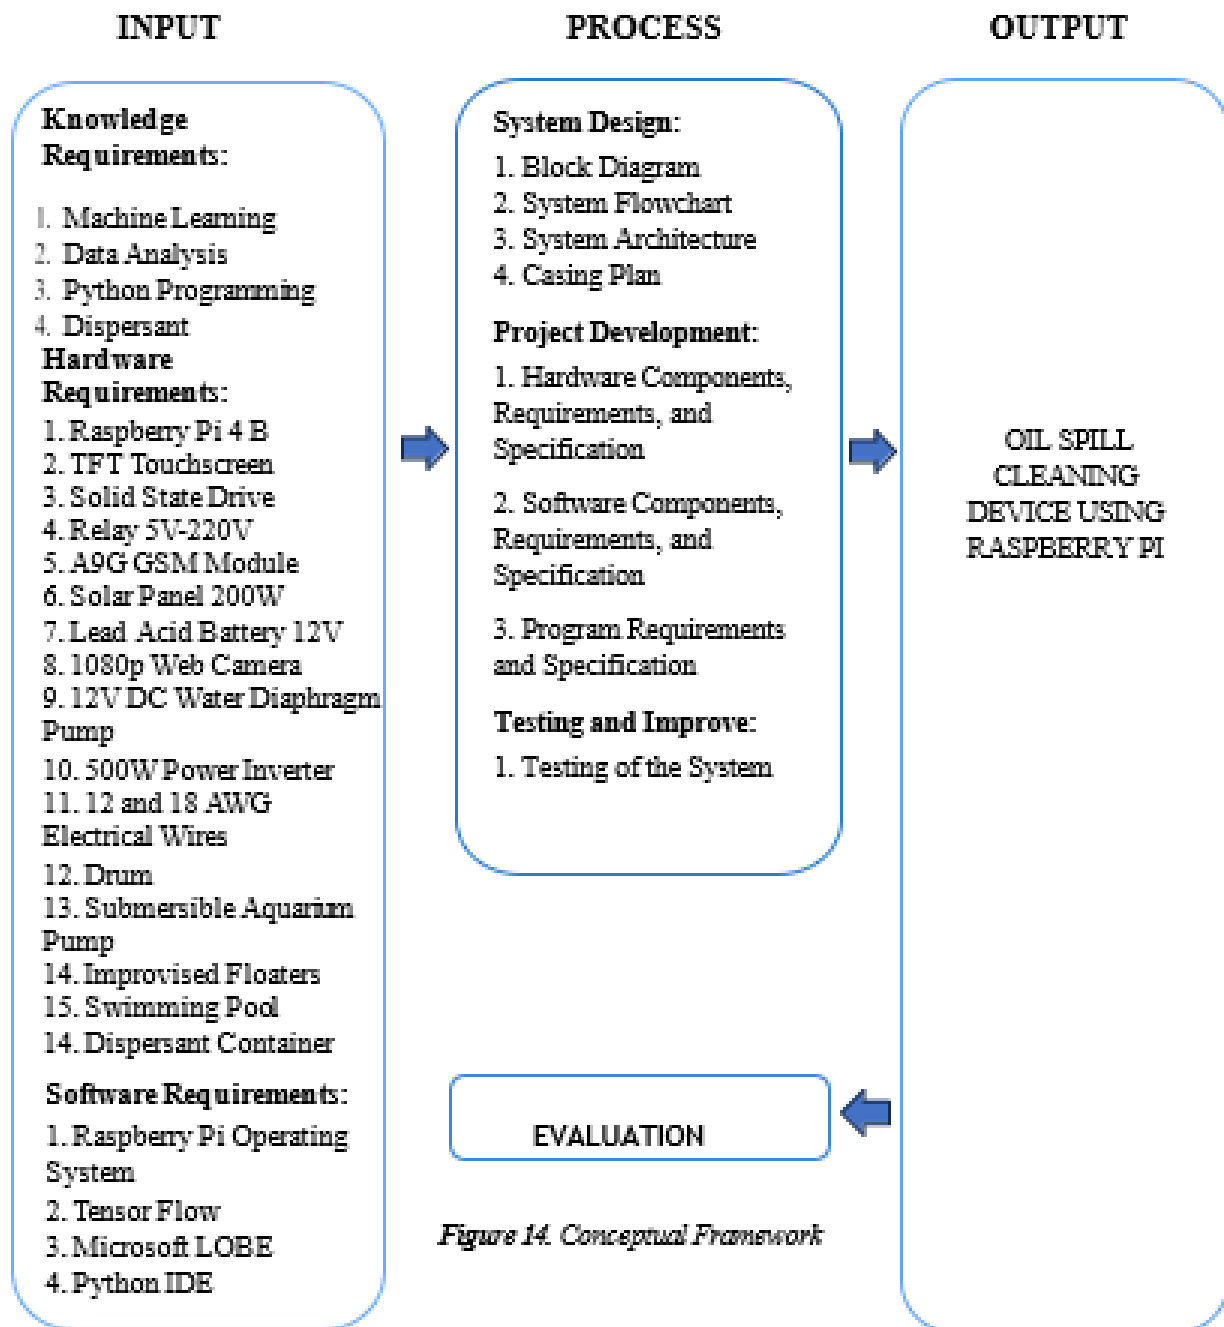 INPUT
Knowledge
Requirements:
1. Machine Learning
2. Data Analysis
3. Python Programming
4. Dispersant
Hardware
Requirements:
1. Raspberry Pi 4 B
2. TFT Touchscreen
3. Solid State Drive
4. Relay 5V-220V
5. A9G GSM Module
6. Solar Panel 200W
7. Lead Acid Battery 12V
8. 1080p Web Camera
9. 12V DC Water Diaphragm
Pump
10. 500W Power Inverter
11. 12 and 18 AWG
Electrical Wires
12. Drum
13. Submersible Aquarium
Pump
14. Improvised Floaters
15. Swimming Pool
14. Dispersant Container
Software Requirements:
1. Raspberry Pi Operating
System
2. Tensor Flow
3. Microsoft LOBE
4. Python IDE
PROCESS
System Design:
1. Block Diagram
2. System Flowchart
3. System Architecture
4. Casing Plan
Project Development:
1. Hardware Components,
Requirements, and
Specification
2. Software Components,
Requirements, and
Specification
3. Program Requirements
and Specification
Testing and Improve:
1. Testing of the System
OUTPUT
OIL SPILL
CLEANING
DEVICE USING
RASPBERRY PI
EVALUATION
Figure 14. Conceptual Framework